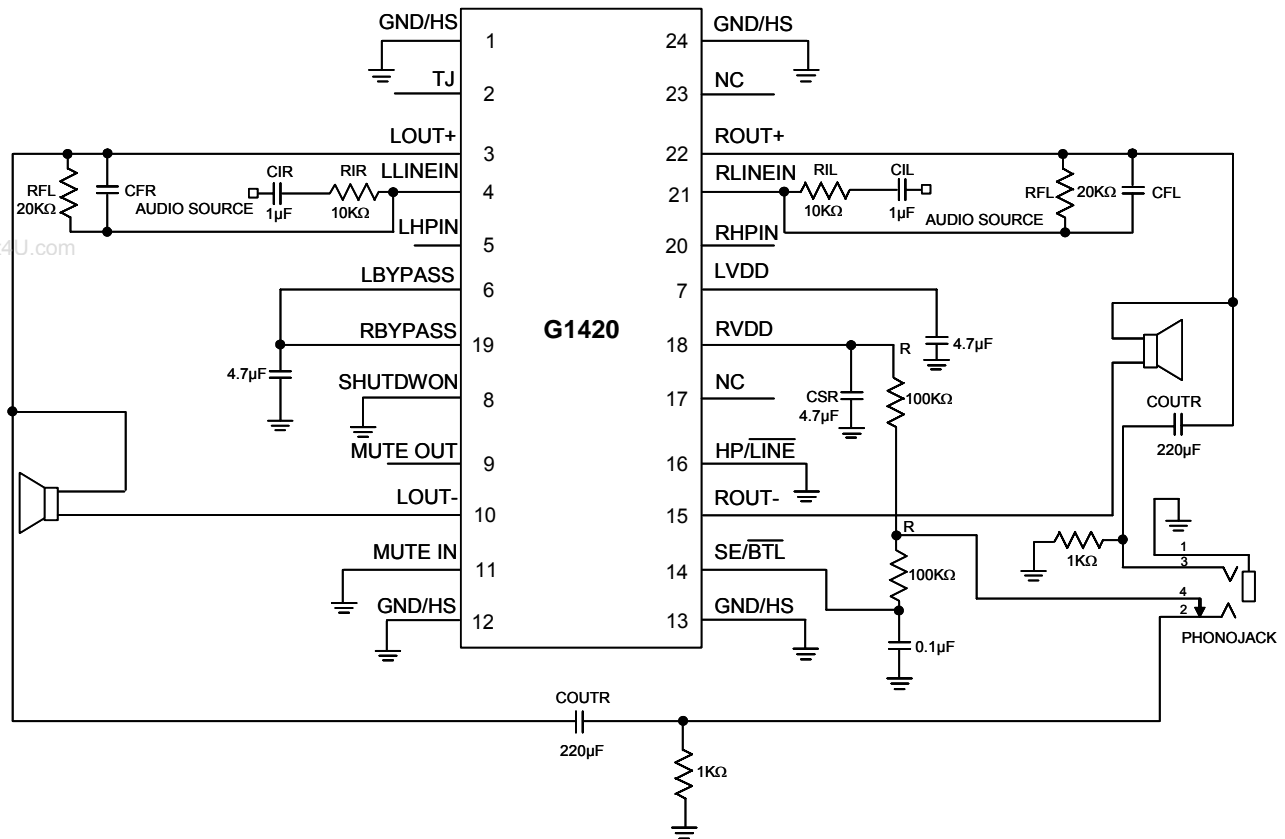 GND/HS
1
TJ
2
LOUT+
3
LLINEIN
4
LHPIN
5
LBYPASS
6
RBYPASS
19
SHUTDWON
8
MUTE OUT
9
LOUT-
10
MUTE IN
11
GND/HS
12
G1420
GND/HS
24
NC
23
ROUT+
22
RLINEIN
21
RHPIN
20
LVDD
7
RVDD
18
NC
17
HP/LINE
16
ROUT-
15
SE/BTL
14
GND/HS
13
RFL
20KΩ
CFR
CIR
1µF
RIR
10KΩ
AUDIO SOURCE
4U.com
4.7µF
RIL
10KΩ
CIL
1µF
AUDIO SOURCE
RFL
20KΩ
CFL
4.7µF
R
100KΩ
CSR
4.7µF
COUTR
220µF
R
100KΩ
0.1µF
1KΩ
1
3
4
2
PHONOJACK
COUTR
220µF
1KΩ